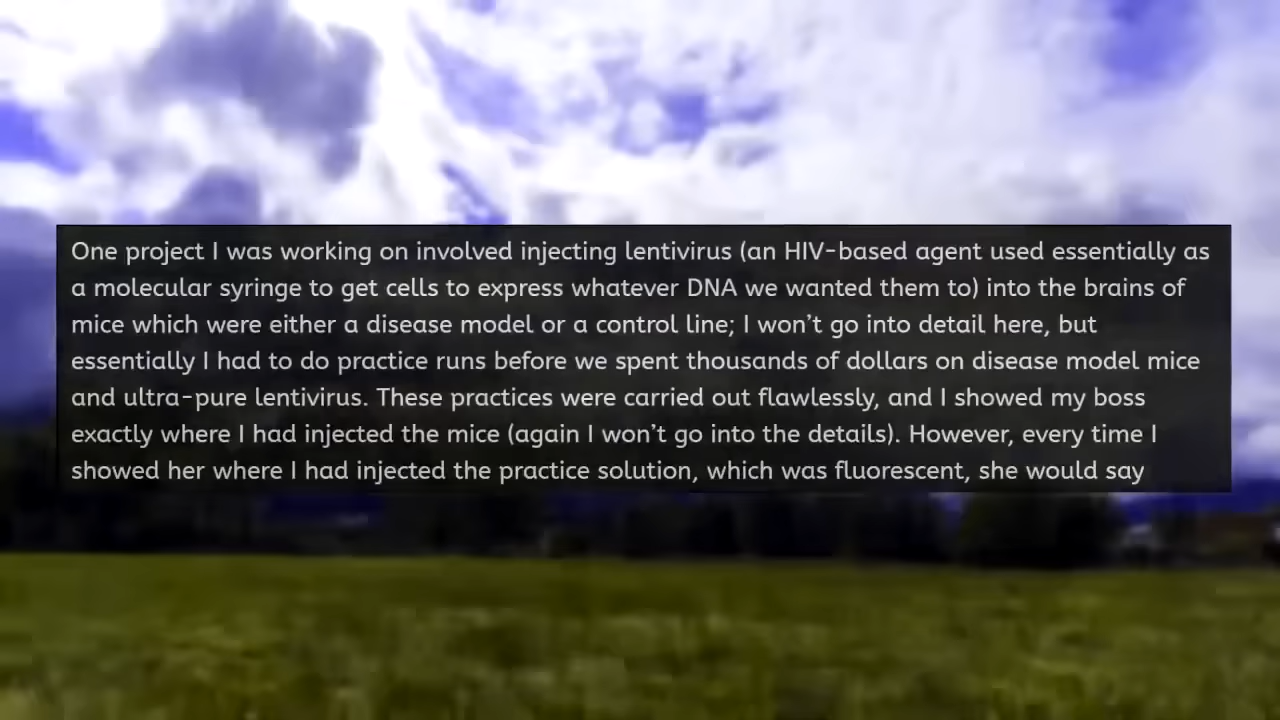 One project I was working on involved injecting lentivirus (an HIV-based agent used essentially as
a molecular syringe to get cells to express whatever DNA we wanted them to) into the brains of
mice which were either a disease model or a control line; I won’t go into detail here, but
essentially I had to do practice runs before we spent thousands of dollars on disease model mice
and ultra-pure lentivirus. These practices were carried out flawlessly, and I showed my boss
exactly where I had injected the mice (again I won’t go into the details). However, every time I
showed her where I had injected the practice solution, which was fluorescent, she would say